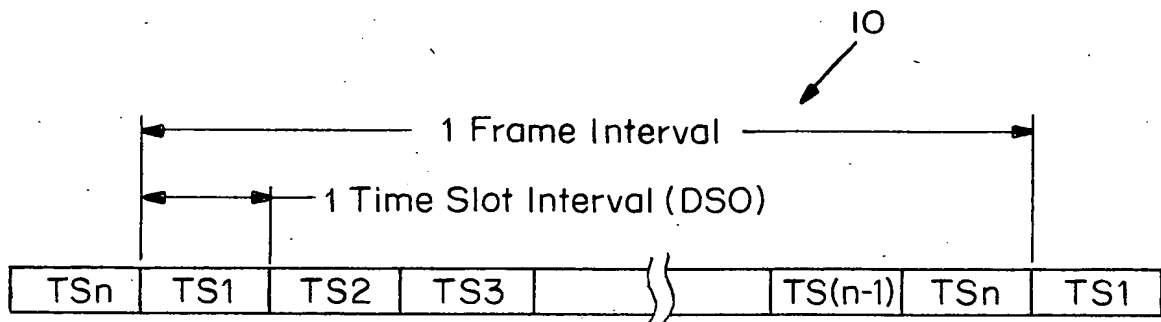 10
1 Frame Interval
1 Time Slot Interval (DSO)
TSn TS1 TS2 TS3 TS(n-1) TSn TS1